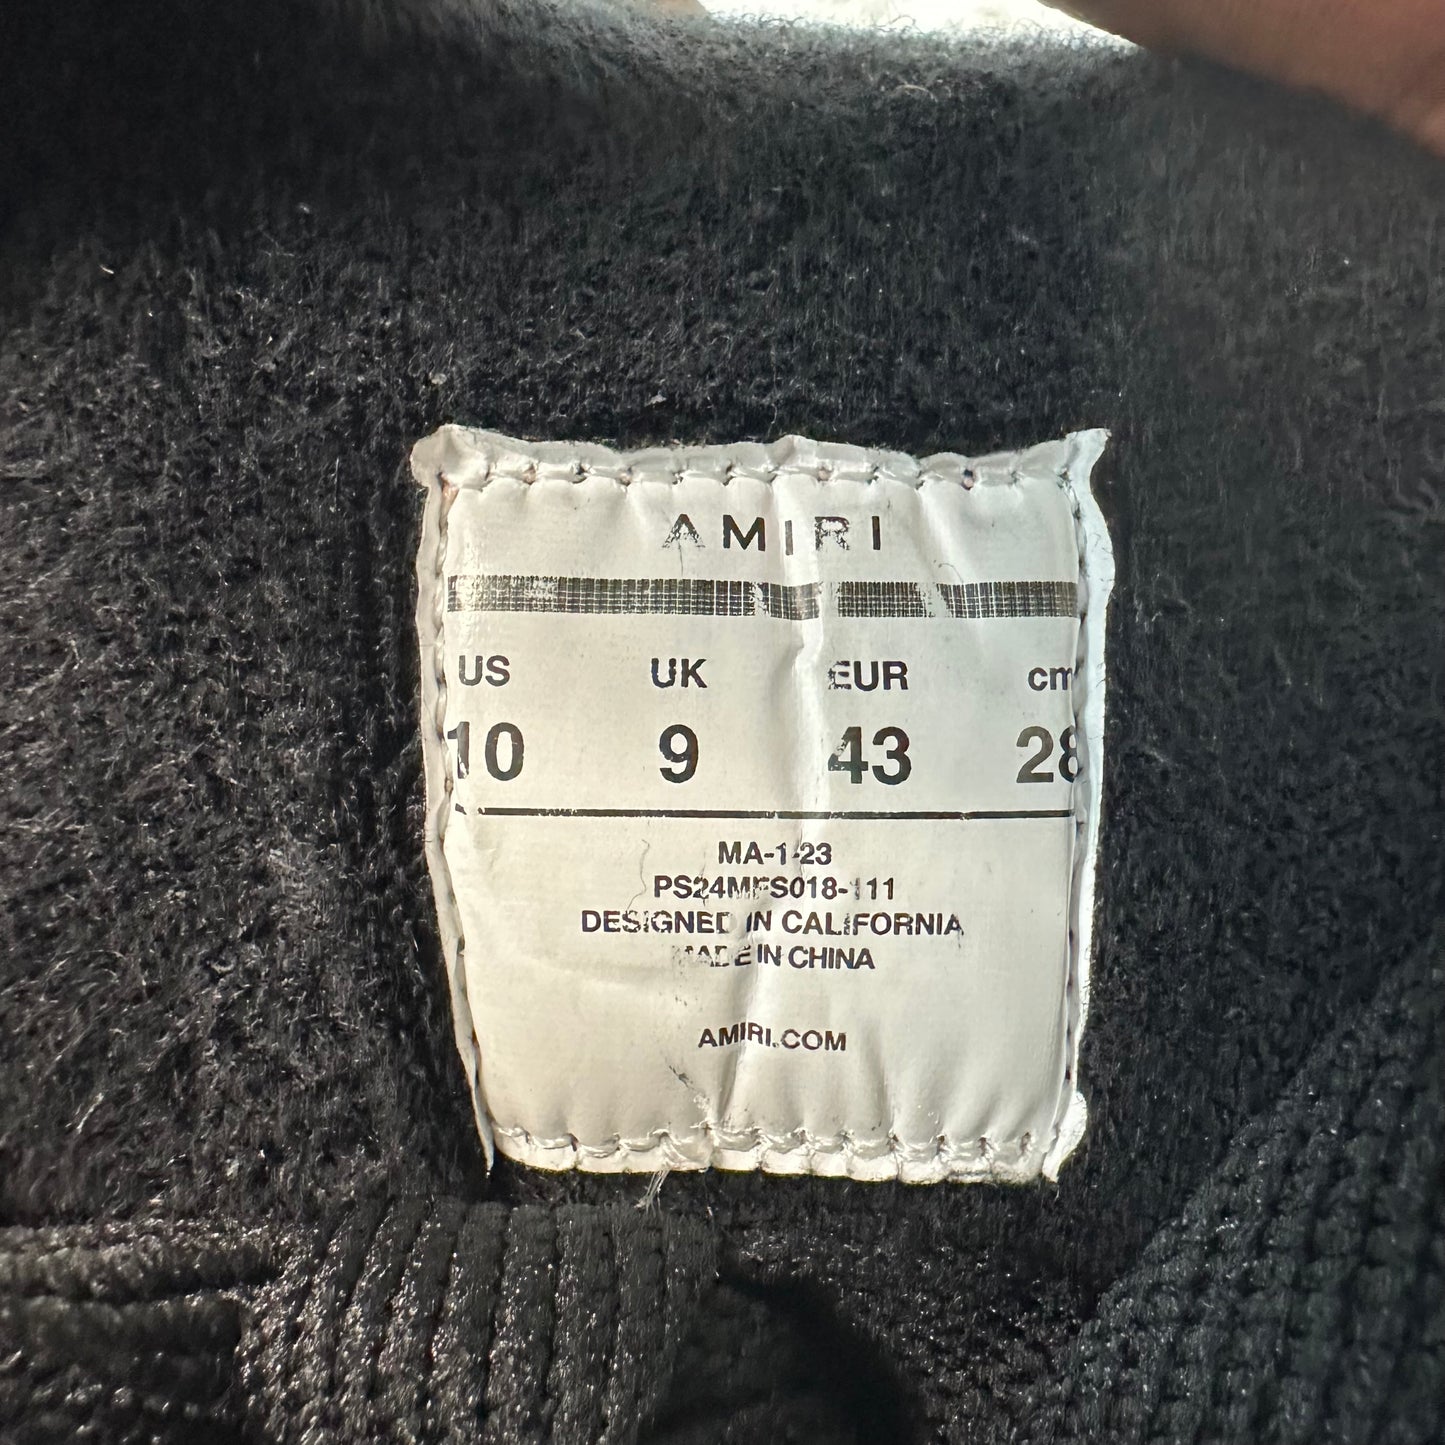 AMIRI
US UK EUR cm
10 9 43 28
MA-1-23
PS24MFS018-111
DESIGNED IN CALIFORNIA
MADE IN CHINA
AMIRI.COM